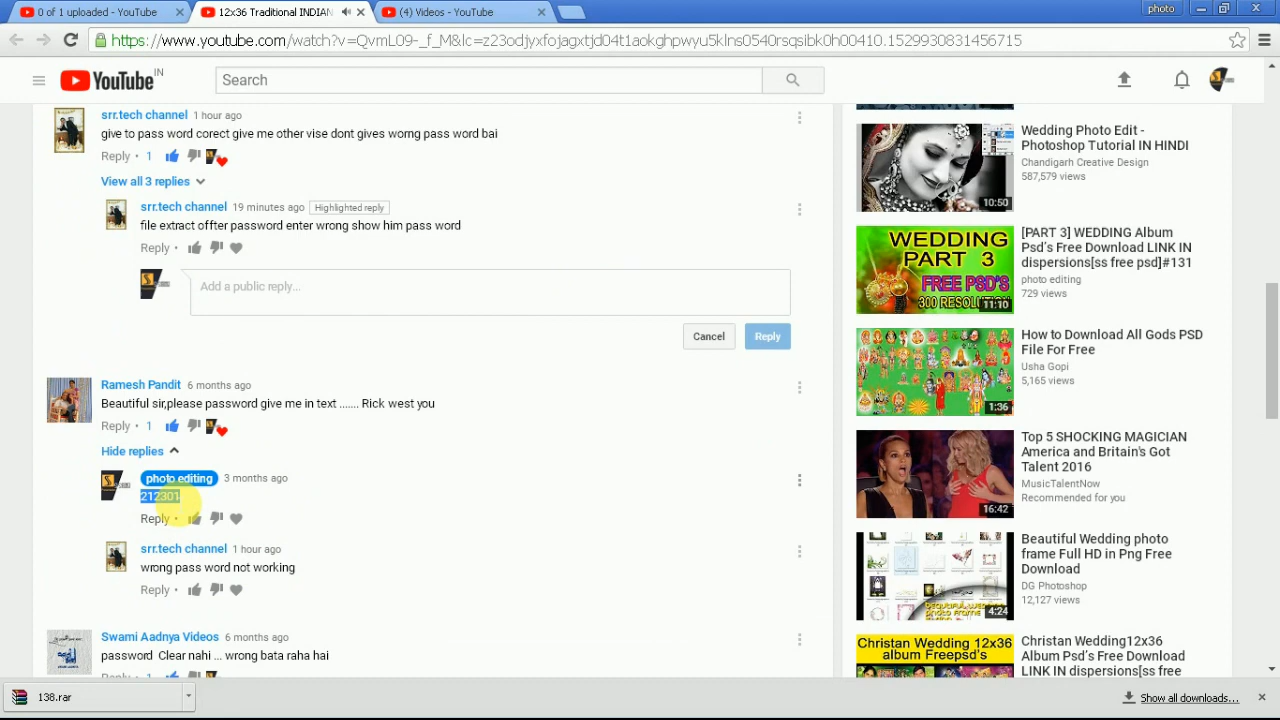 0 of 1 uploaded - YouTube
12x36 Traditional INDIAN
(4) Videos - YouTube
photo
https://www.youtube.com/watch?v=QvmL09-_f_M&lc=z23odjyxfoizgxtjd04t1aokghpwyu5klns0540rsqsibk0h00410.1529930831456715
YouTube IN
Search
srr.tech channel 1 hour ago
give to pass word corect give me other wise dont gives wrong pass word bai
Reply • 1
View all 3 replies
srr.tech channel 19 minutes ago Highlighted reply
file extract offter password enter wrong show him pass word
Reply •
Add a public reply...
Cancel Reply
Ramesh Pandit 6 months ago
Beautiful sir,please password give me in text ....... Rick west you
Reply • 1
Hide replies
photo editing 3 months ago
212301
Reply •
srr.tech channel 1 hour ago
wrong pass word not working
Reply •
Swami Aadnya Videos 6 months ago
password Clear nahi ...
hai
Reply • 1
Wedding Photo Edit -
Photoshop Tutorial IN HINDI
Chandigarh Creative Design
587,579 views
10:50
WEDDING
PART 3
FREE PSD'S
300 RESOLU
11:10
[PART 3] WEDDING Album
Psd's Free Download LINK IN
dispersions[ss free psd]#131
photo editing
729 views
1:36
How to Download All Gods PSD
File For Free
Usha Gopi
5,165 views
16:42
Top 5 SHOCKING MAGICIAN
America and Britain's Got
Talent 2016
MusicTalentNow
Recommended for you
4:24
Beautiful Wedding photo
frame Full HD in Png Free
Download
DG Photoshop
12,127 views
Christan Wedding 12x36
album Freepsd's
Christan Wedding12x36
Album Psd's Free Download
LINK IN dispersions[ss free
138.rar
Show all downloads...